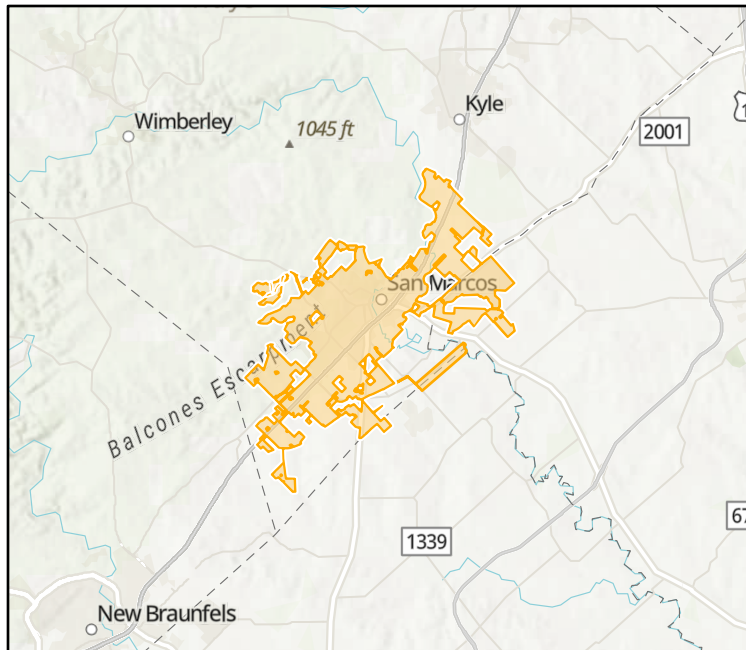 Wimberley
1045 ft
Kyle
2001
San Marcos
Balcones Escarpment
1339
New Braunfels